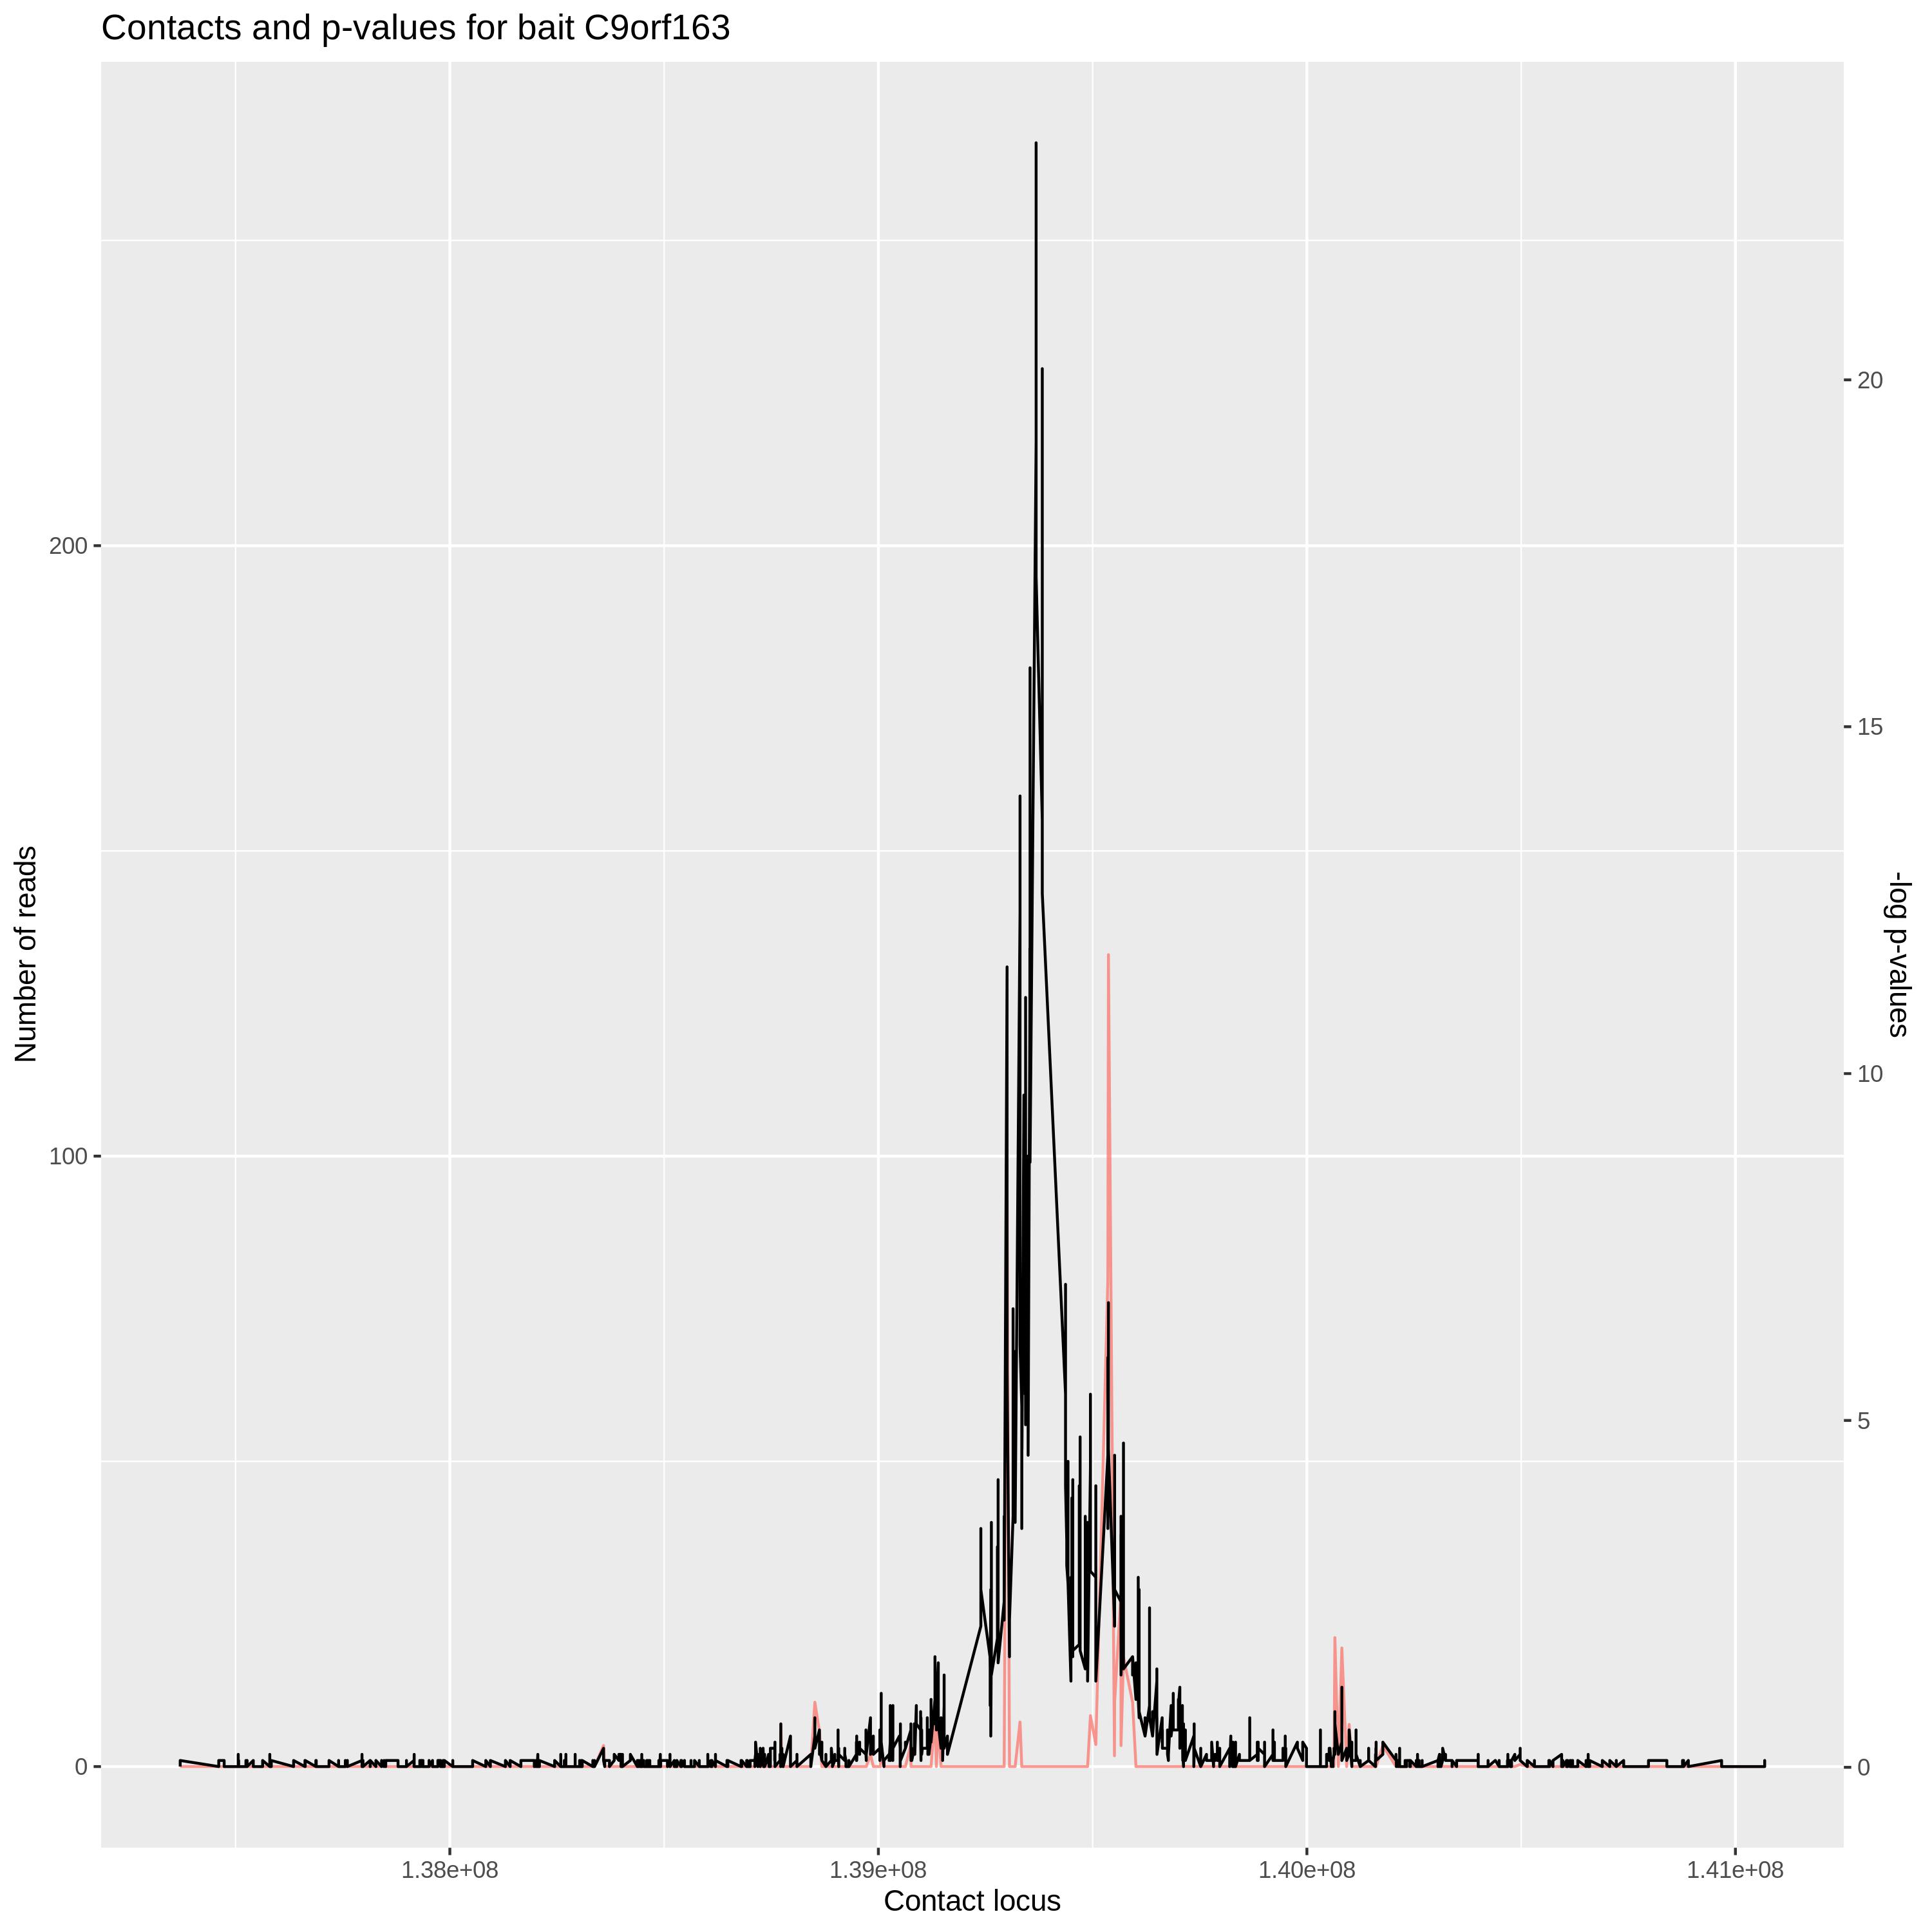 Contacts and p-values for bait C9orf163
Number of reads
200
100
0
20
15
10
5
0
-log p-values
1.38e+08
1.39e+08
1.40e+08
1.41e+08
Contact locus